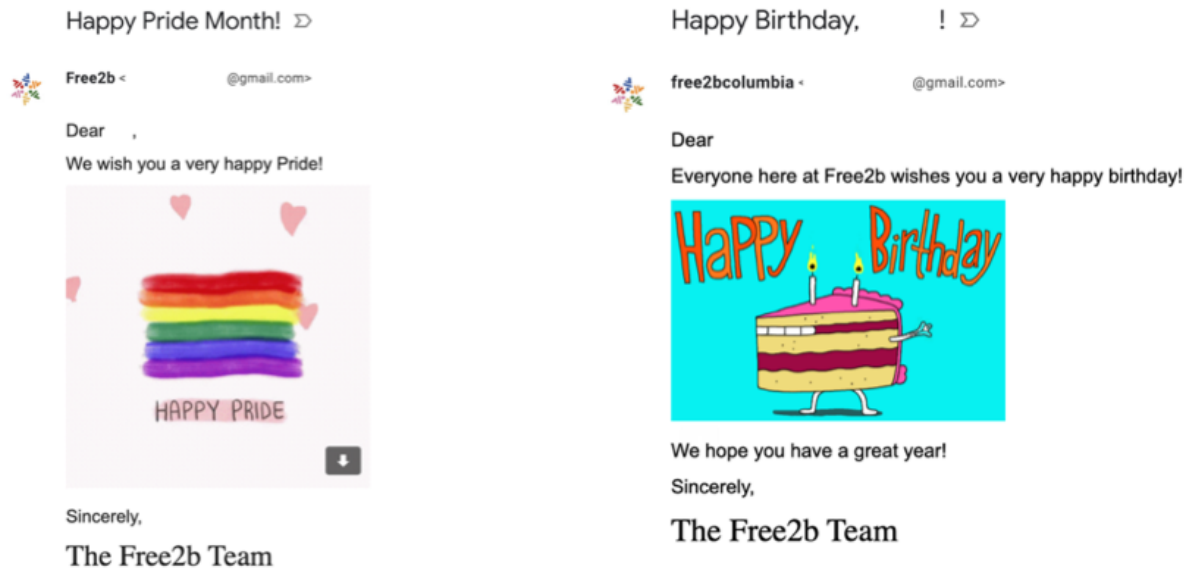 Happy Pride Month!
Free2b < @gmail.com>
Dear ,
We wish you a very happy Pride!
HAPPY PRIDE
Sincerely,
The Free2b Team
Happy Birthday, !
free2bcolumbia < @gmail.com>
Dear
Everyone here at Free2b wishes you a very happy birthday!
HaPPy Birthday
We hope you have a great year!
Sincerely,
The Free2b Team